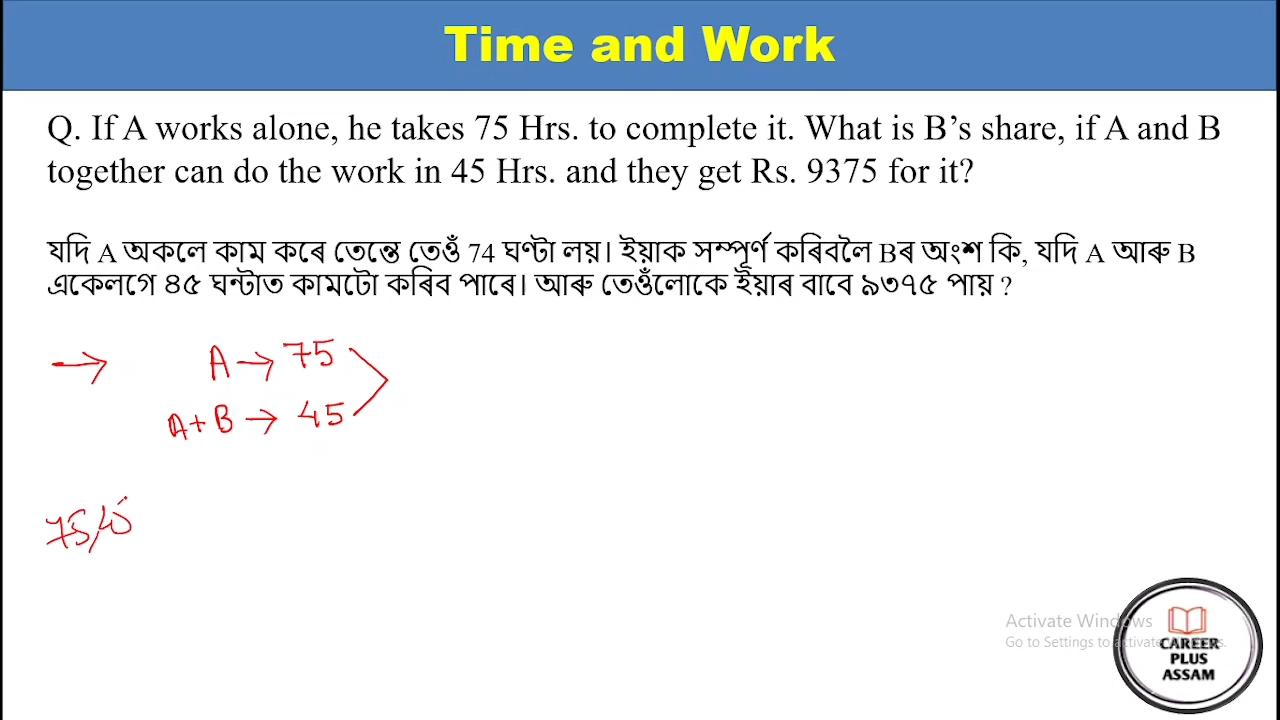 Time and Work
Q. If A works alone, he takes 75 Hrs. to complete it. What is B’s share, if A and B
together can do the work in 45 Hrs. and they get Rs. 9375 for it?
যদি A অকলে কাম কৰে তেন্তে তেওঁ 74 ঘণ্টা লয়। ইয়াক সম্পূৰ্ণ কৰিবলৈ Bৰ অংশ কি, যদি A আৰু B
একেলগে ৪৫ ঘন্টাত কামটো কৰিব পাৰে। আৰু তেওঁলোকে ইয়াৰ বাবে ৯৩৭৫ পায় ?
→ A → 75
A+B → 45
75,45
Activate Windows
Go to Settings to activate Windows.
CAREER
PLUS
ASSAM